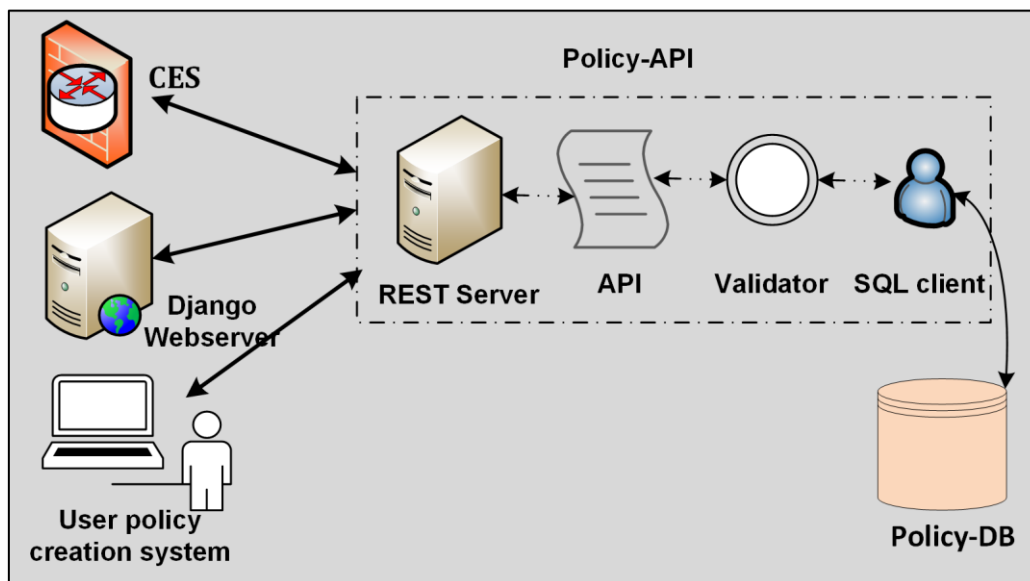 CES
Policy-API
REST Server
API
Validator
SQL client
Django
Webserver
User policy
creation system
Policy-DB